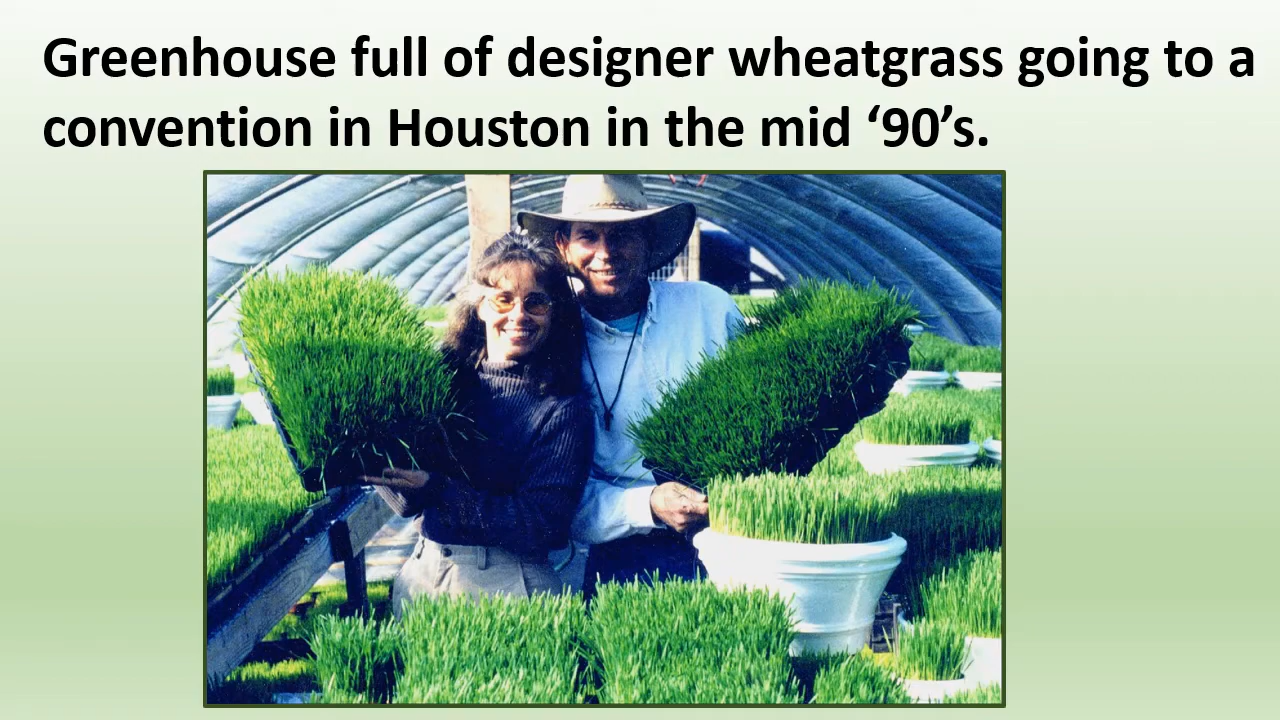 Greenhouse full of designer wheatgrass going to a
convention in Houston in the mid ‘90’s.